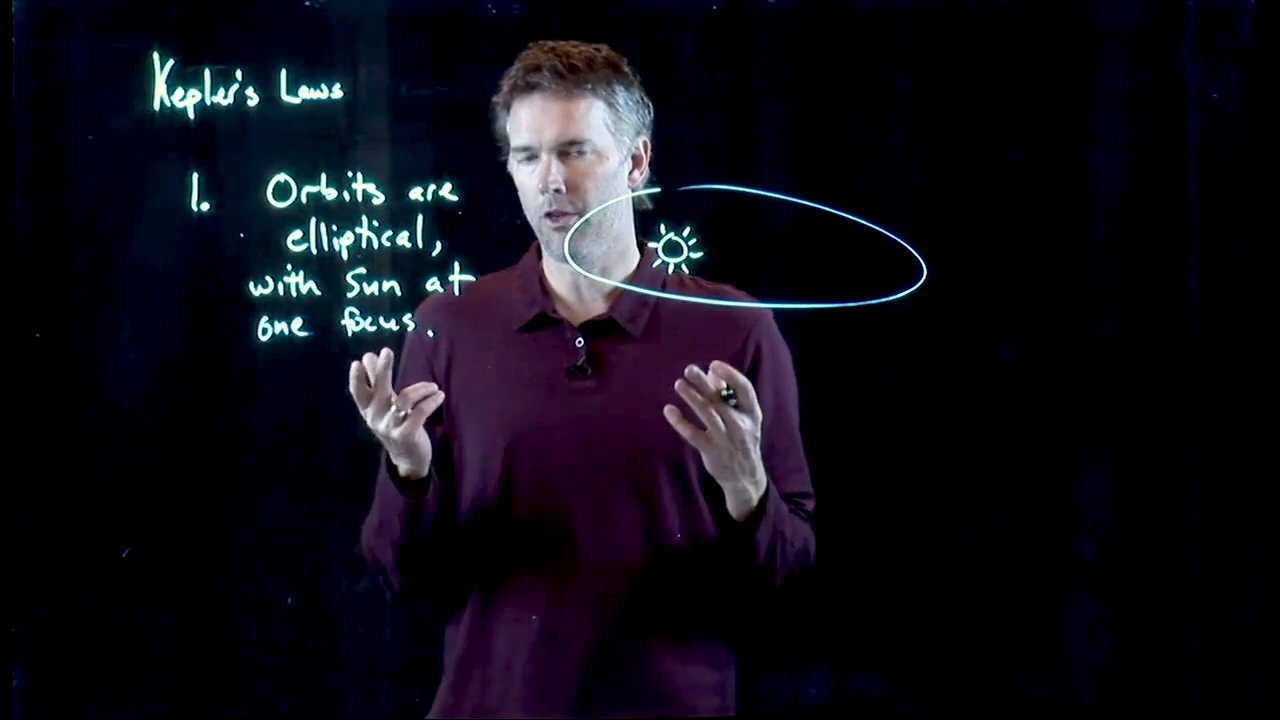 Kepler's Laws
1. Orbits are
elliptical,
with Sun at
one focus.